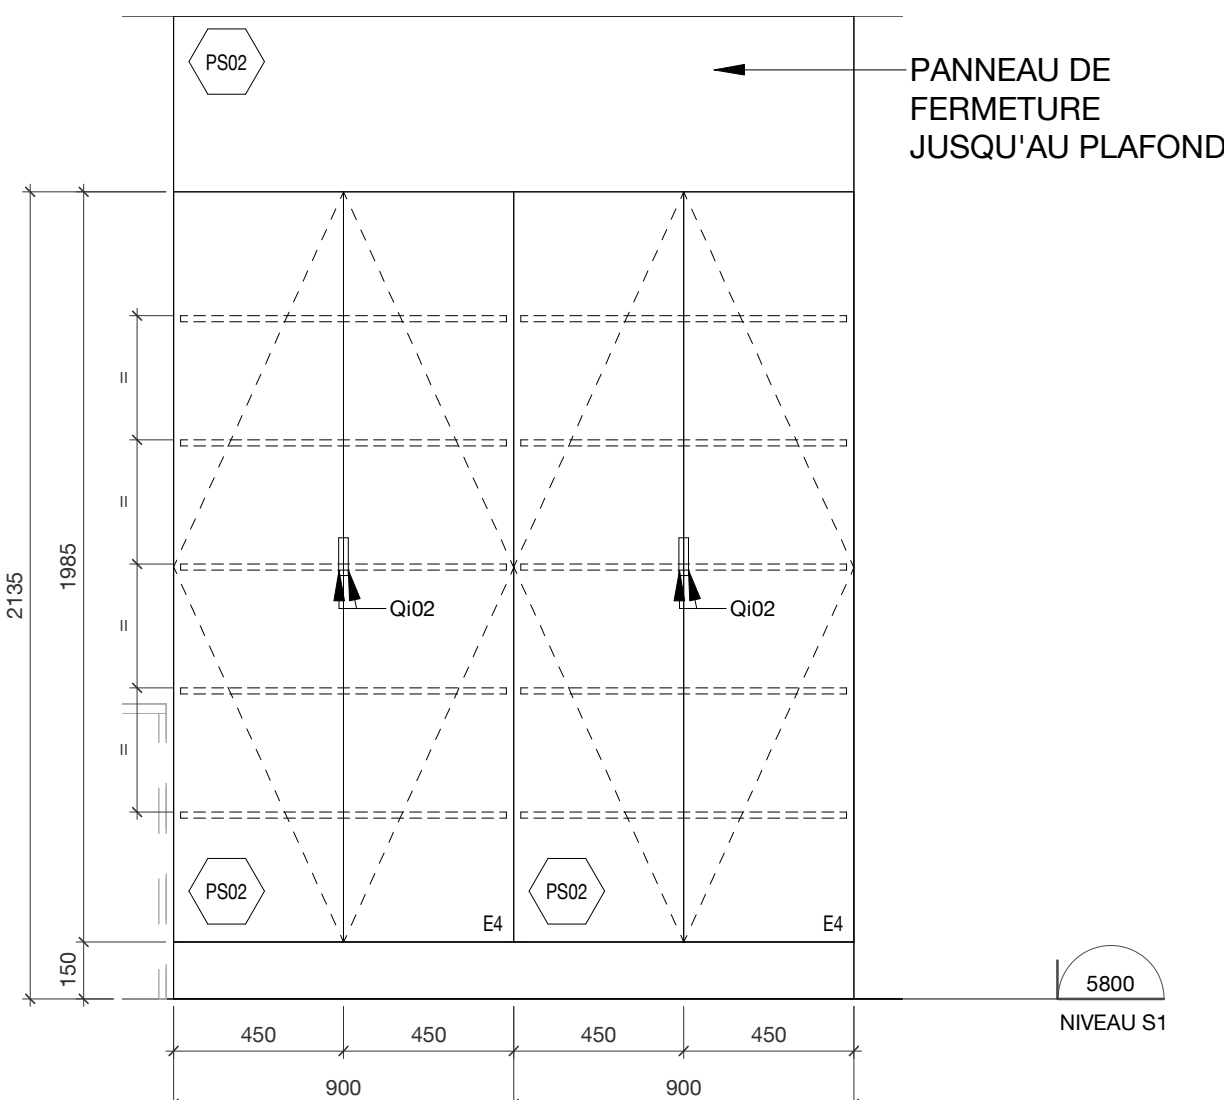 PS02
PANNEAU DE
FERMETURE
JUSQU'AU PLAFOND
=
=
=
=
2135
1985
150
Qi02
Qi02
PS02
PS02
E4
E4
5800
NIVEAU S1
450
450
450
450
900
900